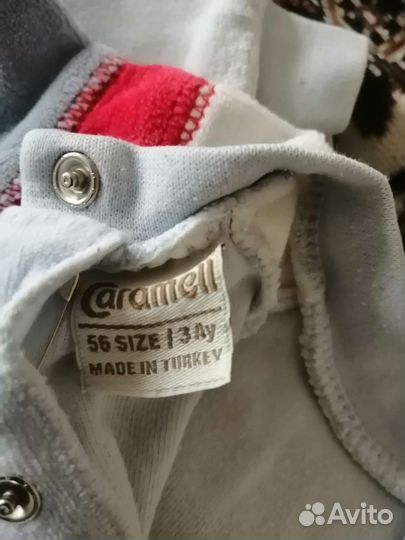 Caramell
56 SIZE | 3 Ay
MADE IN TURKEY
Avito